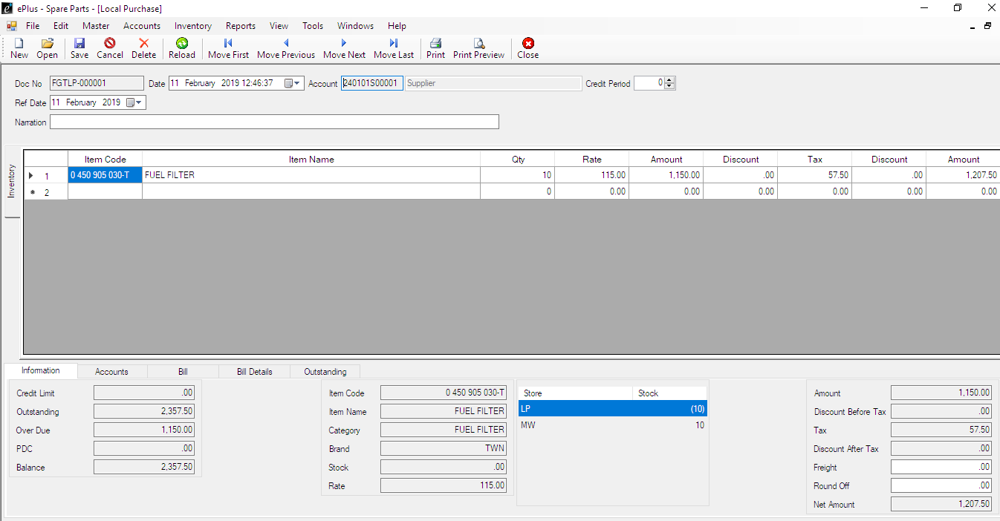 ePlus - Spare Parts - [Local Purchase]
File Edit Master Accounts Inventory Reports View Tools Windows Help
New Open Save Cancel Delete Reload Move First Move Previous Move Next Move Last Print Print Preview Close
Doc No FGTLP-000001 Date 11 February 2019 12:46:37 Account 240101S00001 Supplier Credit Period 0
Ref Date 11 February 2019
Narration
Inventory
Item Code Item Name Qty Rate Amount Discount Tax Discount Amount
1 0 450 905 030-T FUEL FILTER 10 115.00 1,150.00 .00 57.50 .00 1,207.50
2 0 0.00 0.00 0.00 0.00 0.00 0.00
Information Accounts Bill Bill Details Outstanding
Credit Limit .00
Outstanding 2,357.50
Over Due 1,150.00
PDC .00
Balance 2,357.50
Item Code 0 450 905 030-T
Item Name FUEL FILTER
Category FUEL FILTER
Brand TWN
Stock .00
Rate 115.00
Store Stock
LP (10)
MW 10
Amount 1,150.00
Discount Before Tax .00
Tax 57.50
Discount After Tax .00
Freight .00
Round Off .00
Net Amount 1,207.50